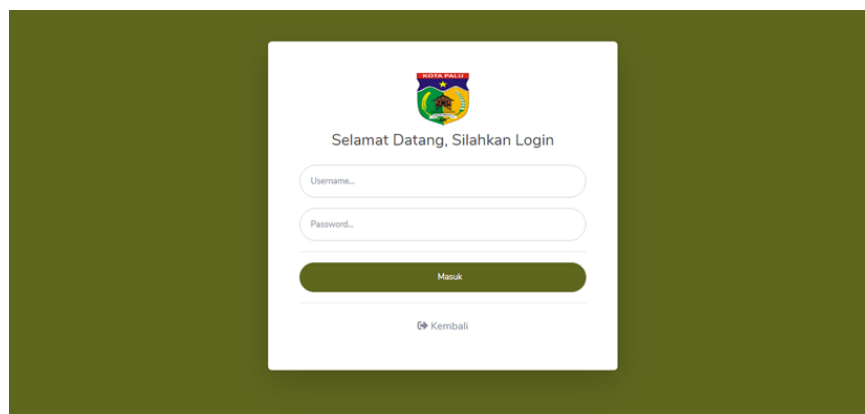 KOTA PALU
Selamat Datang, Silahkan Login
Username...
Password...
Masuk
Kembali